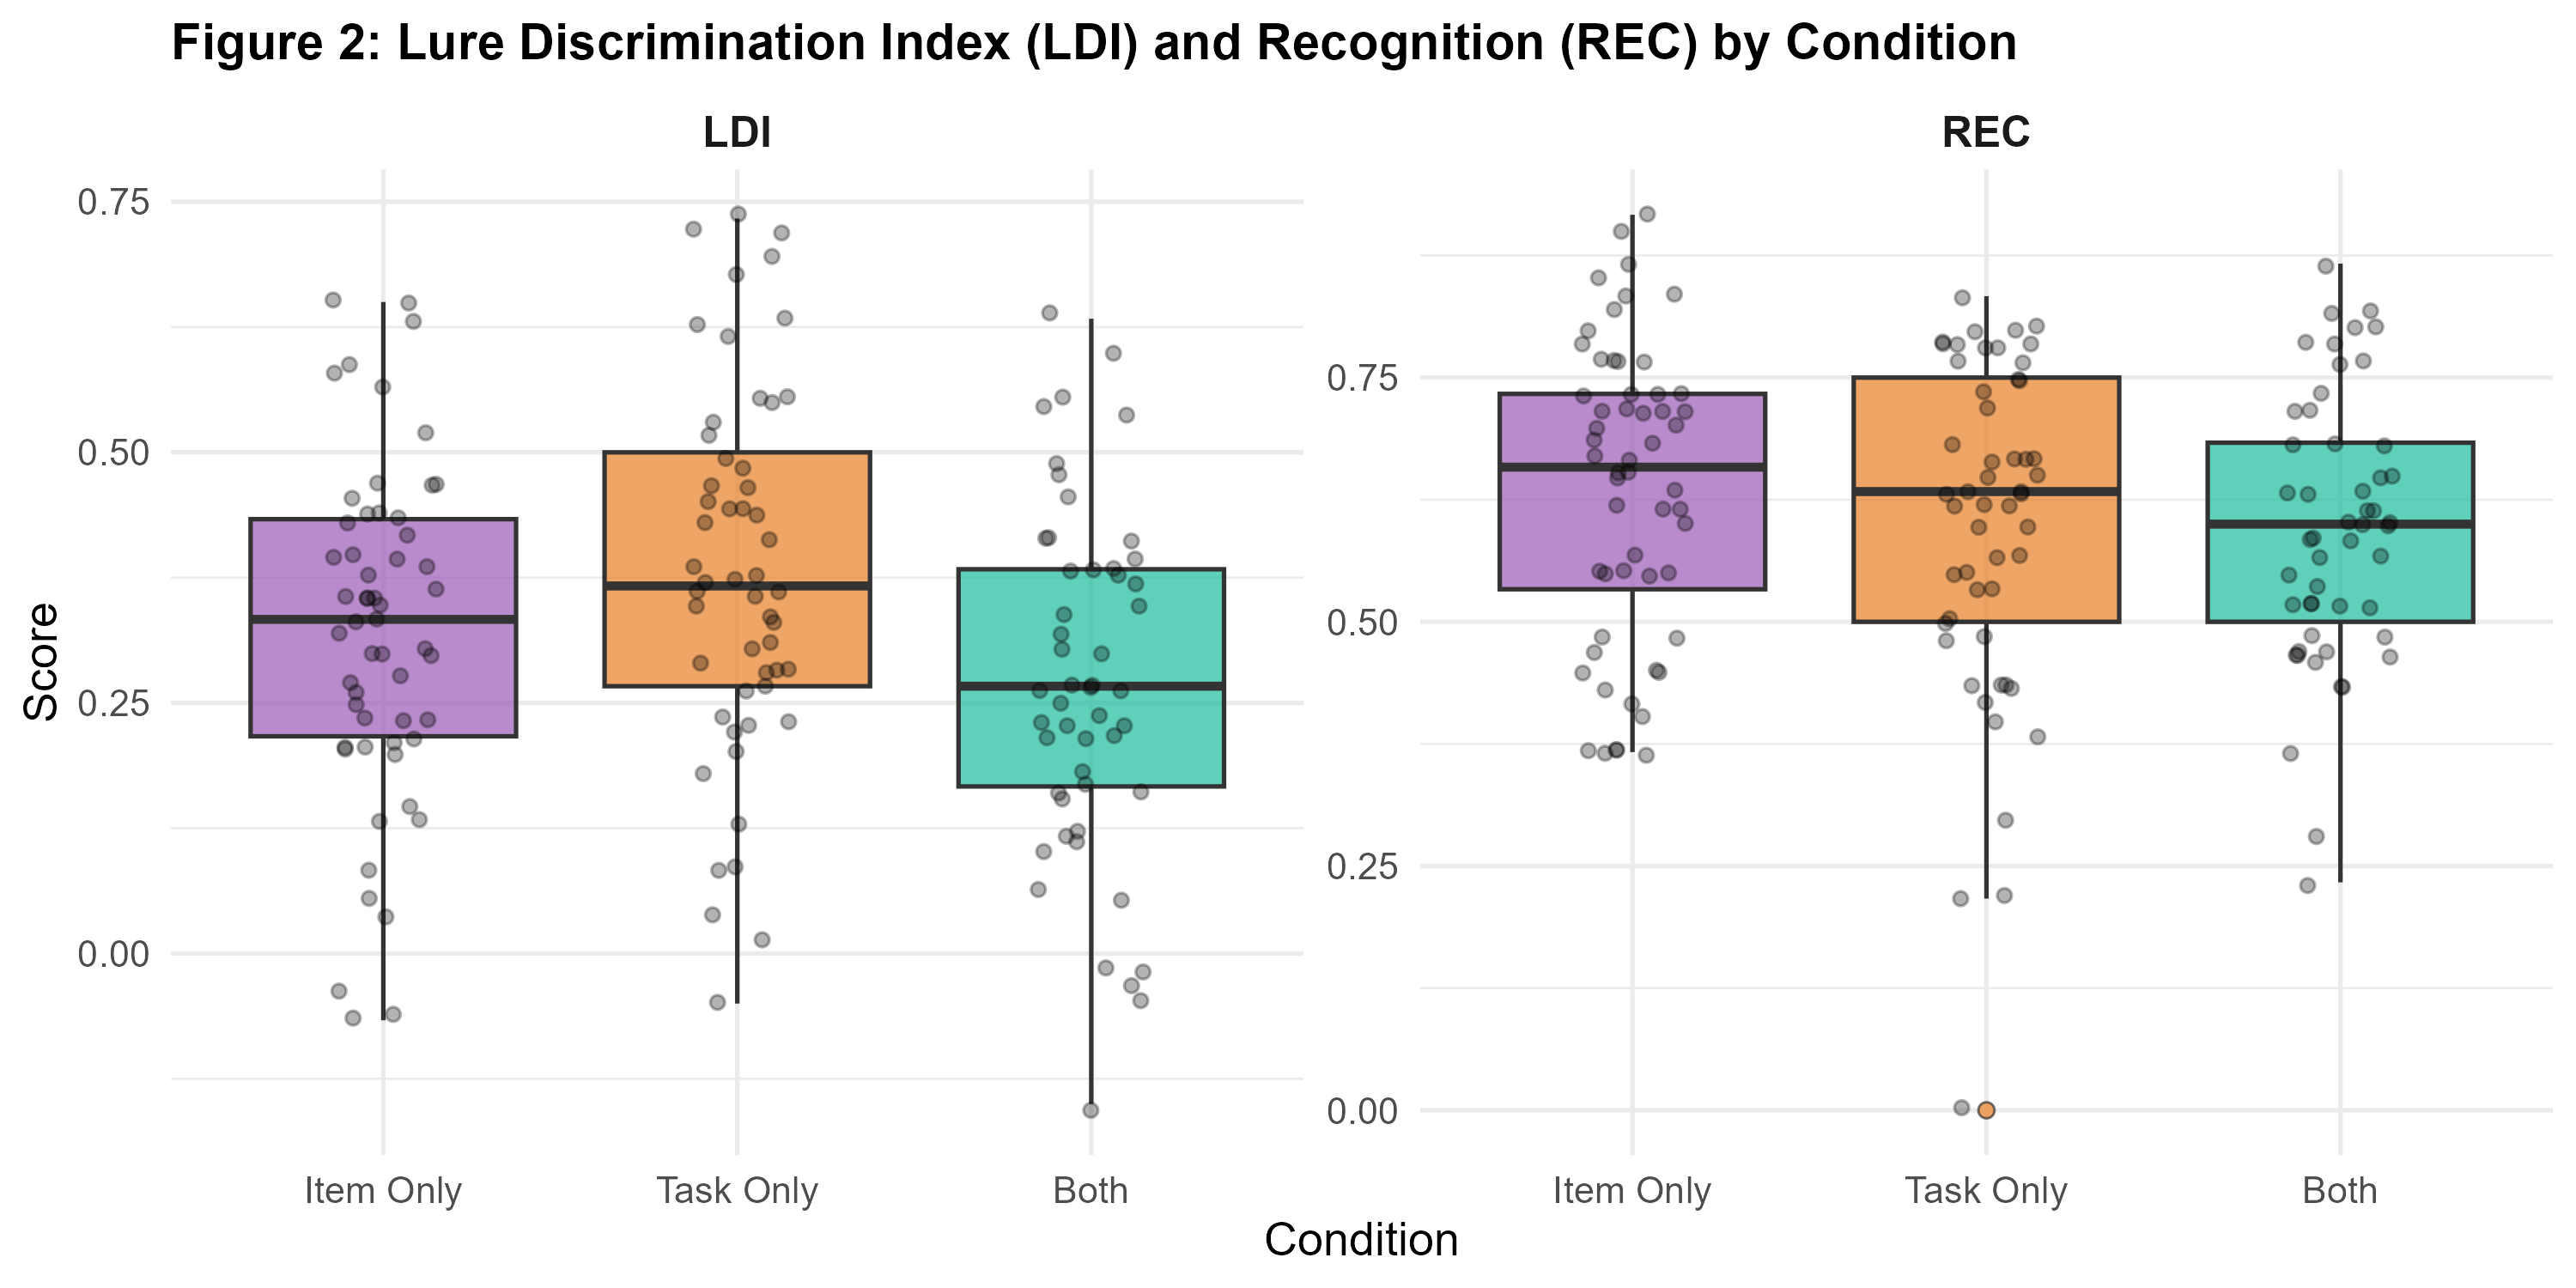 Figure 2: Lure Discrimination Index (LDI) and Recognition (REC) by Condition
LDI
REC
Score
0.75
0.50
0.25
0.00
0.75
0.50
0.25
0.00
Item Only
Task Only
Both
Item Only
Task Only
Both
Condition